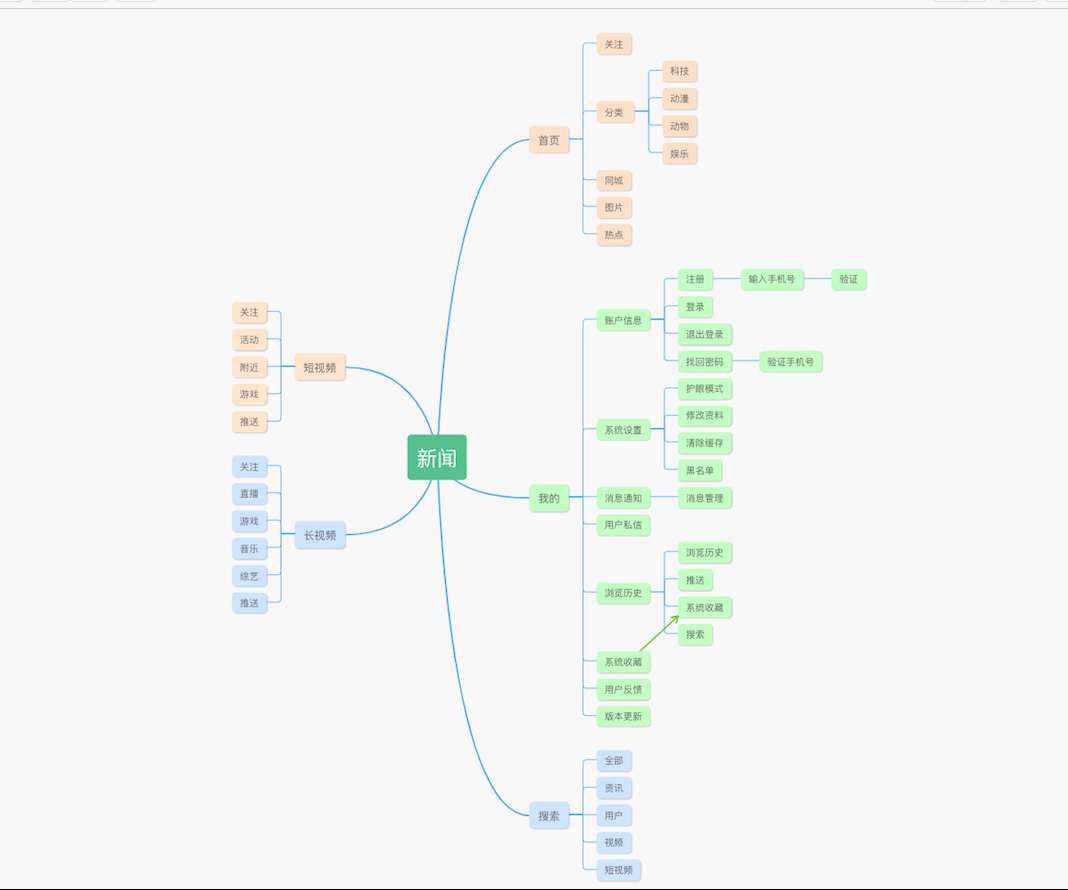 新闻
首页
关注
分类
科技
动漫
动物
娱乐
同城
图片
热点
我的
账户信息
注册
输入手机号
验证
登录
退出登录
找回密码
验证手机号
系统设置
护眼模式
修改资料
清除缓存
黑名单
消息通知
消息管理
用户私信
浏览历史
浏览历史
推送
系统收藏
搜索
系统收藏
用户反馈
版本更新
搜索
全部
资讯
用户
视频
短视频
短视频
关注
活动
附近
游戏
推送
长视频
关注
直播
游戏
音乐
综艺
推送